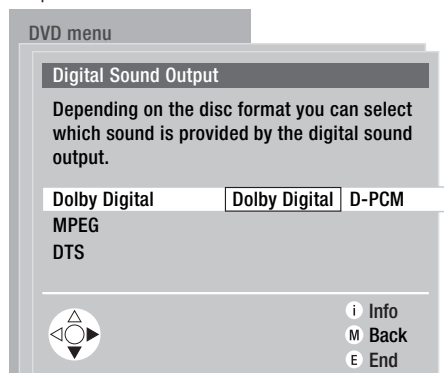 DVD menu
Digital Sound Output
Depending on the disc format you can select
which sound is provided by the digital sound
output.
Dolby Digital Dolby Digital D-PCM
MPEG
DTS
i Info
M Back
E End